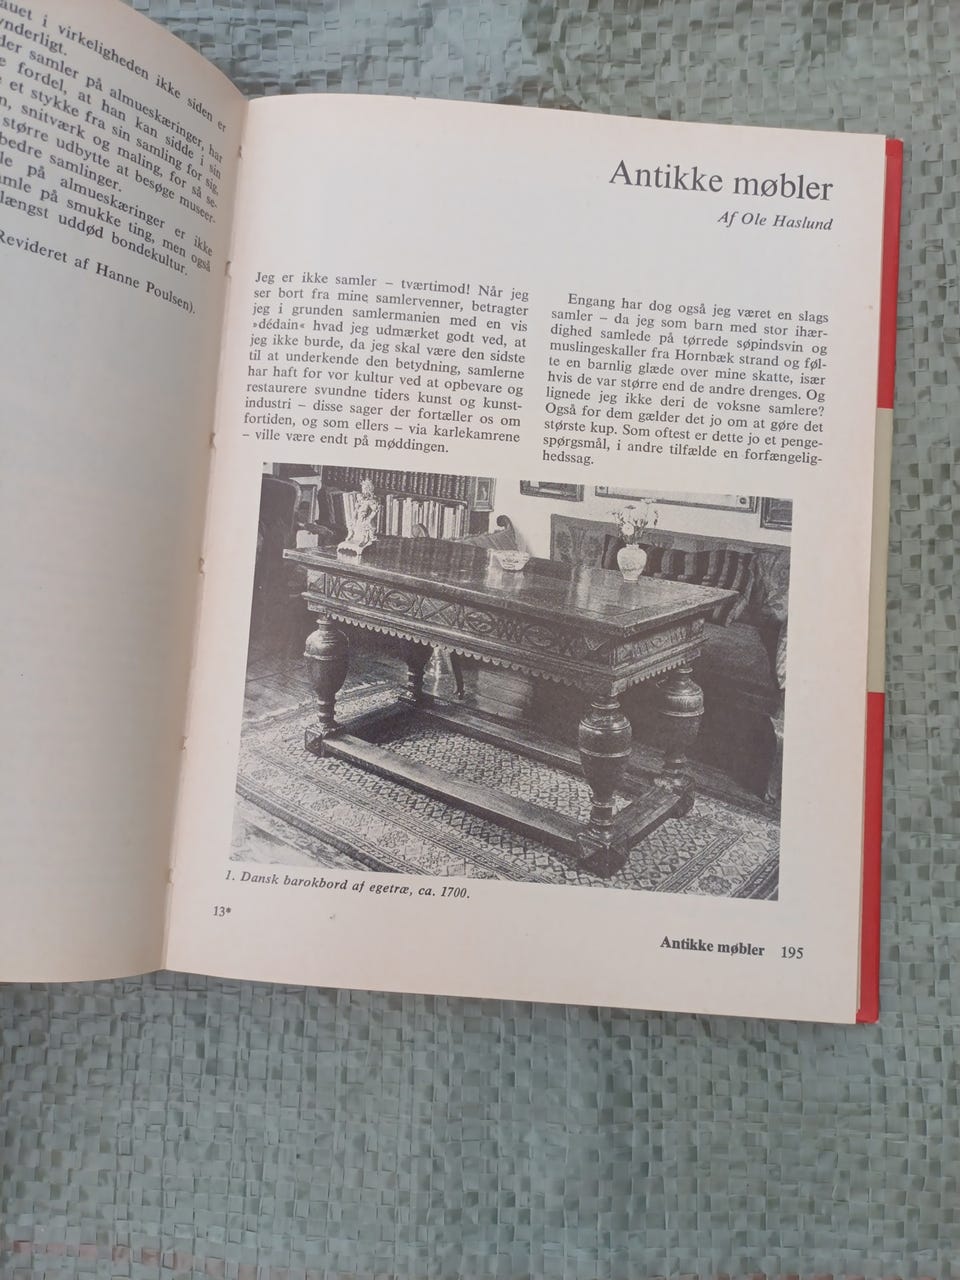 i virkeligheden ikke siden er
ynderligt.
der samler på almueskæringer, har
fordel, at han kan sidde i sin
et stykke fra sin samling for sig,
snitværk og maling, for så se-
større udbytte at besøge museer-
bedre samlinger.
på almueskæringer er ikke
amle på smukke ting, men også
længst uddød bondekultur.
Revideret af Hanne Poulsen).
Antikke møbler
Af Ole Haslund
Jeg er ikke samler – tværtimod! Når jeg
ser bort fra mine samlervenner, betragter
jeg i grunden samlermanien med en vis
»dédain« hvad jeg udmærket godt ved, at
jeg ikke burde, da jeg skal være den sidste
til at underkende den betydning, samlerne
har haft for vor kultur ved at opbevare og
restaurere svundne tiders kunst og kunst-
industri – disse sager der fortæller os om
fortiden, og som ellers – via karlekamrene
– ville være endt på møddingen.
Engang har dog også jeg været en slags
samler – da jeg som barn med stor ihær-
dighed samlede på tørrede søpindsvin og
muslingeskaller fra Hornbæk strand og føl-
te en barnlig glæde over mine skatte, især
hvis de var større end de andre drenges. Og
lignede jeg ikke deri de voksne samlere?
Også for dem gælder det jo om at gøre det
største kup. Som oftest er dette jo et penge-
spørgsmål, i andre tilfælde en forfængelig-
hedssag.
1. Dansk barokbord af egetræ, ca. 1700.
13*
Antikke møbler 195